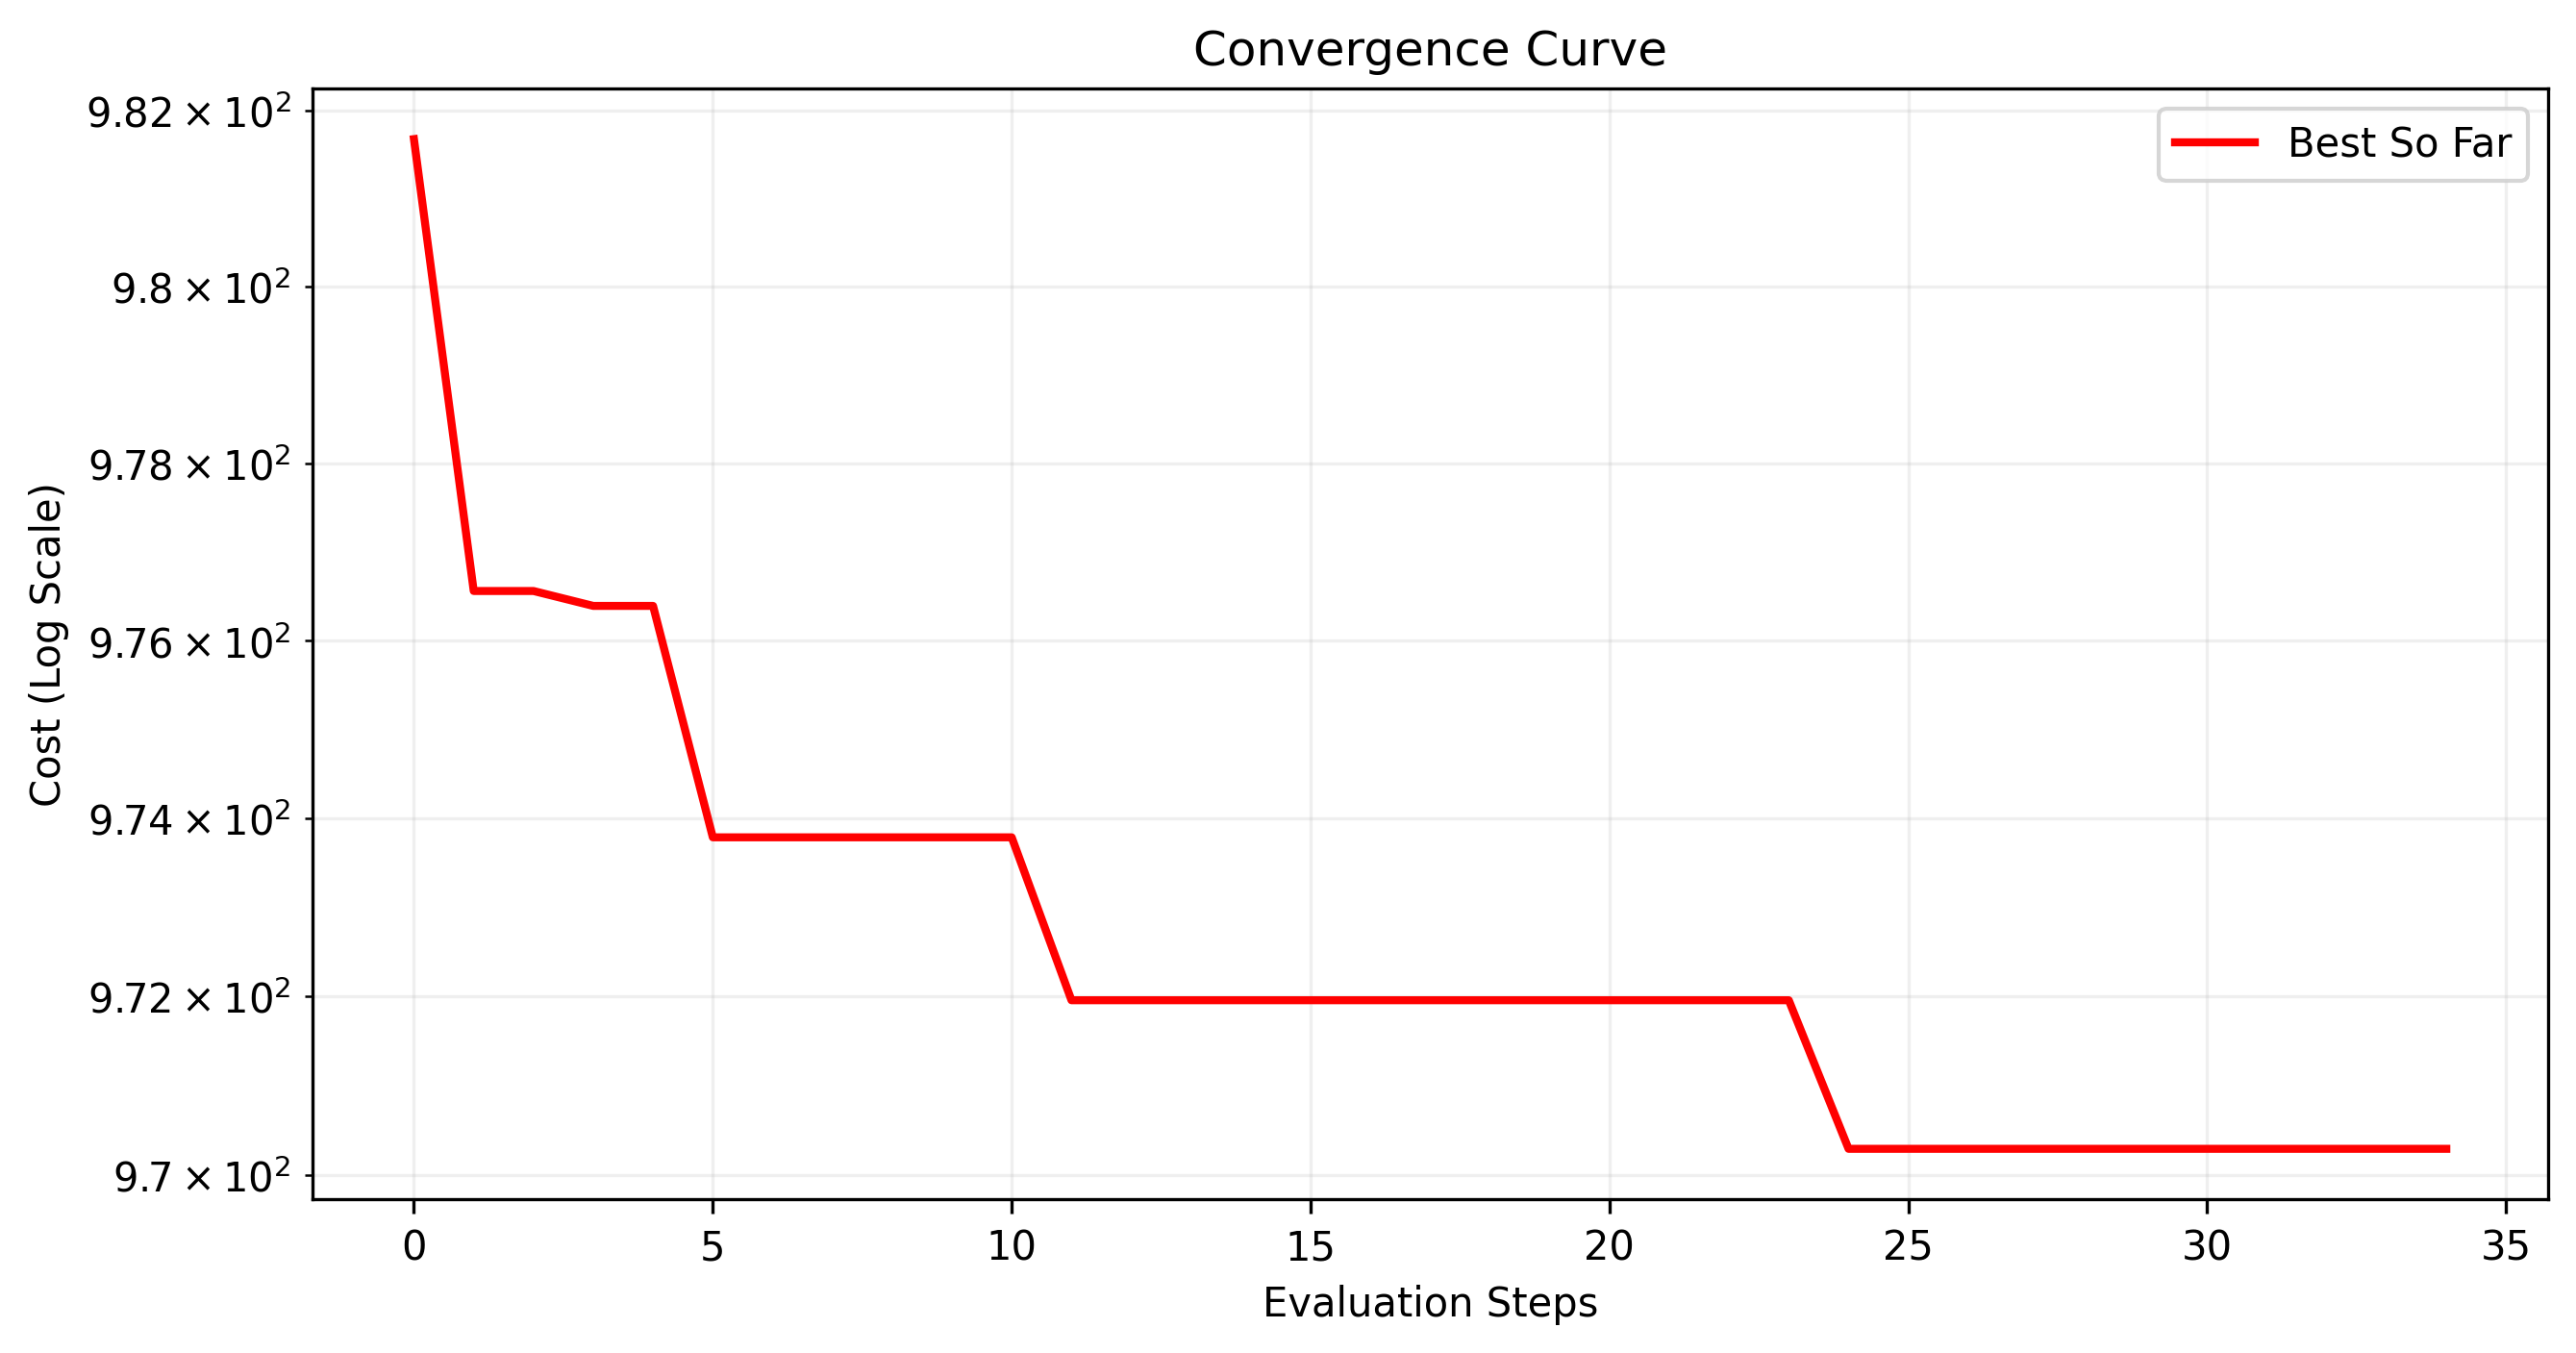 Convergence Curve
Best So Far
Cost (Log Scale)
9.82 × 10²
9.8 × 10²
9.78 × 10²
9.76 × 10²
9.74 × 10²
9.72 × 10²
9.7 × 10²
0 5 10 15 20 25 30 35
Evaluation Steps